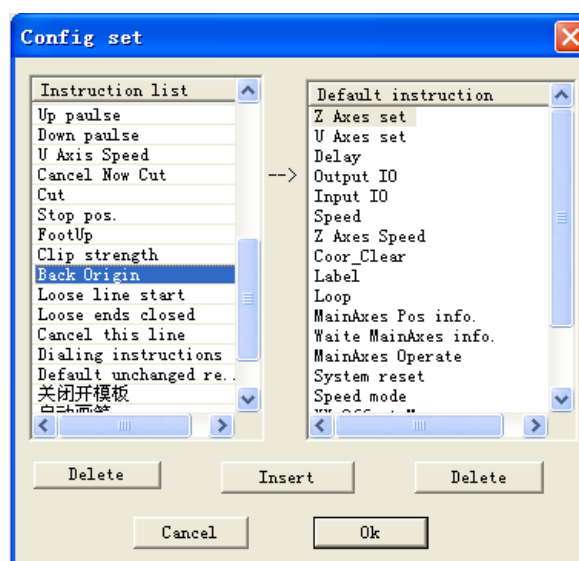 Config set
Instruction list
Up paulse
Down paulse
U Axis Speed
Cancel Now Cut
Cut
Stop pos.
FootUp
Clip strength
Back Origin
Loose line start
Loose ends closed
Cancel this line
Dialing instructions
Default unchanged re..
关闭开模板
-->
Default instruction
Z Axes set
U Axes set
Delay
Output IO
Input IO
Speed
Z Axes Speed
Coor_Clear
Label
Loop
MainAxes Pos info.
Waite MainAxes info.
MainAxes Operate
System reset
Speed mode
Delete
Insert
Delete
Cancel
Ok